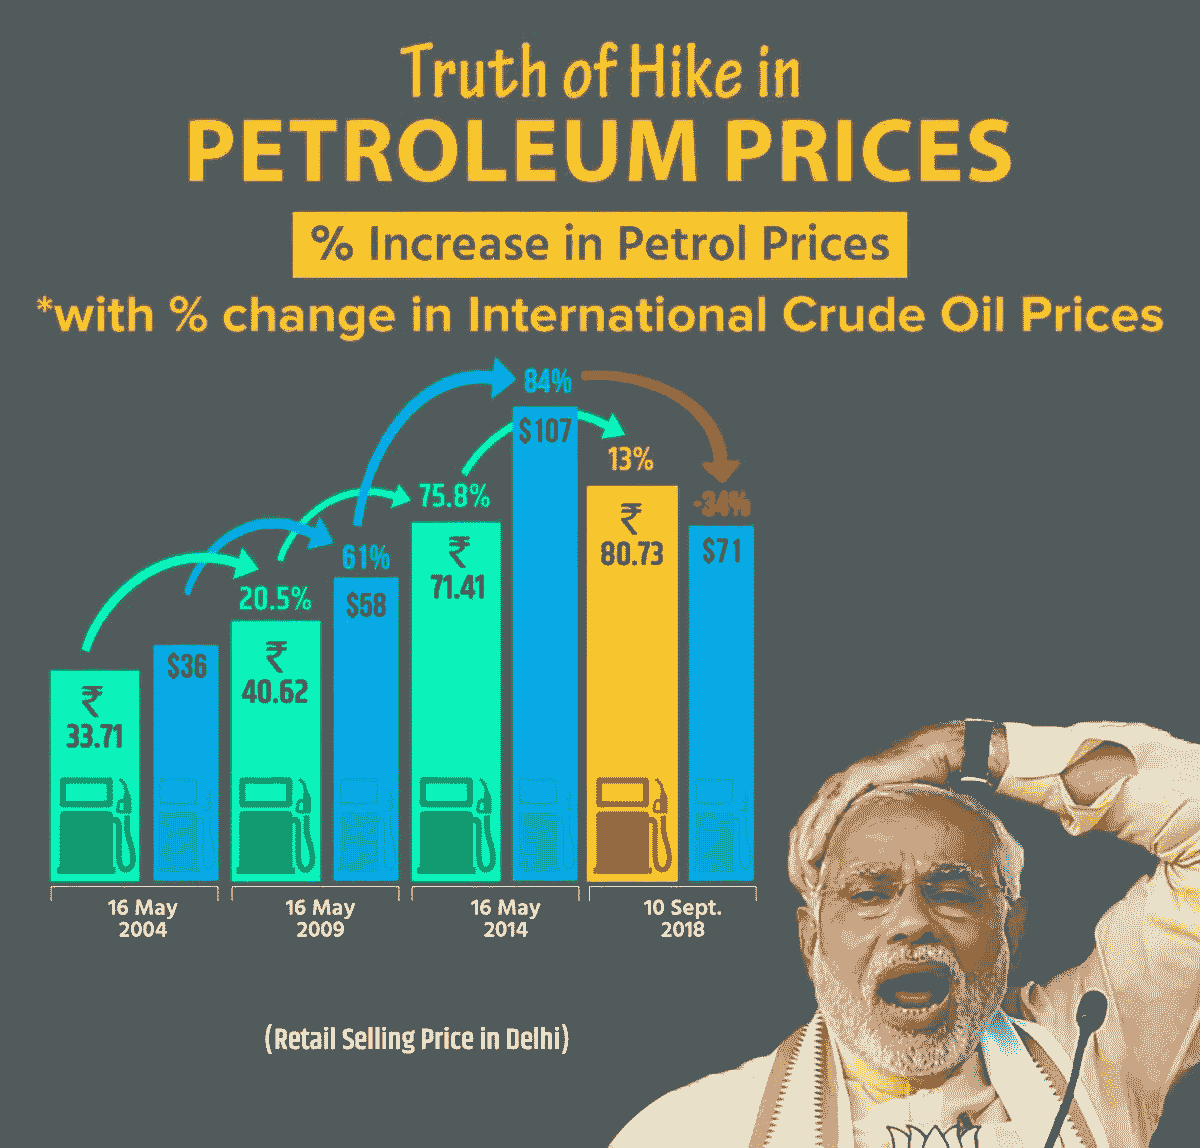 Truth of Hike in
PETROLEUM PRICES
% Increase in Petrol Prices
*with % change in International Crude Oil Prices
84%
$107
13%
75.8%
-34%
₹
80.73
$71
₹
71.41
61%
$58
20.5%
₹
40.62
$36
₹
33.71
16 May
2004
16 May
2009
16 May
2014
10 Sept.
2018
(Retail Selling Price in Delhi)